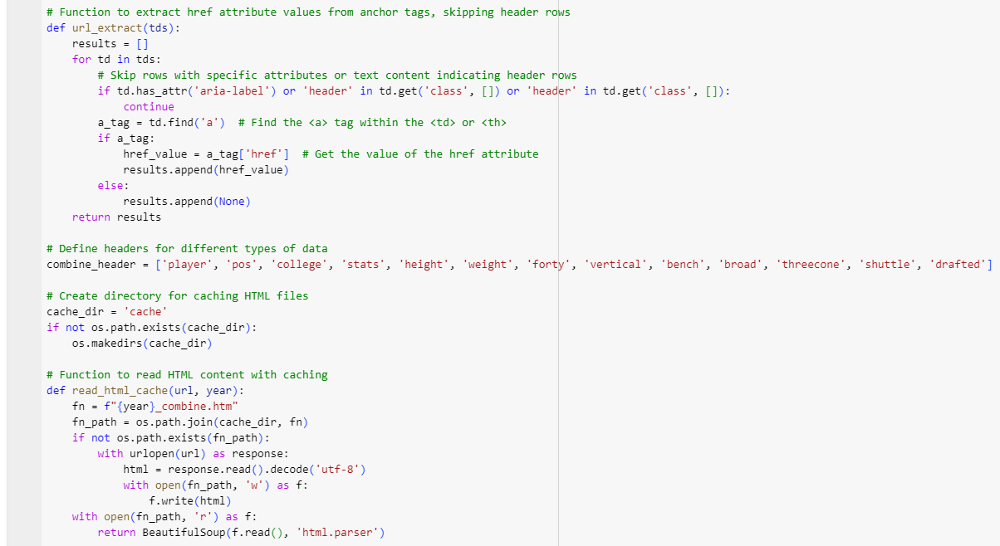 # Function to extract href attribute values from anchor tags, skipping header rows
def url_extract(tds):
    results = []
    for td in tds:
        # Skip rows with specific attributes or text content indicating header rows
        if td.has_attr('aria-label') or 'header' in td.get('class', []) or 'header' in td.get('class', []):
            continue
        a_tag = td.find('a')  # Find the <a> tag within the <td> or <th>
        if a_tag:
            href_value = a_tag['href']  # Get the value of the href attribute
            results.append(href_value)
        else:
            results.append(None)
    return results

# Define headers for different types of data
combine_header = ['player', 'pos', 'college', 'stats', 'height', 'weight', 'forty', 'vertical', 'bench', 'broad', 'threecone', 'shuttle', 'drafted']

# Create directory for caching HTML files
cache_dir = 'cache'
if not os.path.exists(cache_dir):
    os.makedirs(cache_dir)

# Function to read HTML content with caching
def read_html_cache(url, year):
    fn = f"{year}_combine.htm"
    fn_path = os.path.join(cache_dir, fn)
    if not os.path.exists(fn_path):
        with urlopen(url) as response:
            html = response.read().decode('utf-8')
            with open(fn_path, 'w') as f:
                f.write(html)
    with open(fn_path, 'r') as f:
        return BeautifulSoup(f.read(), 'html.parser')